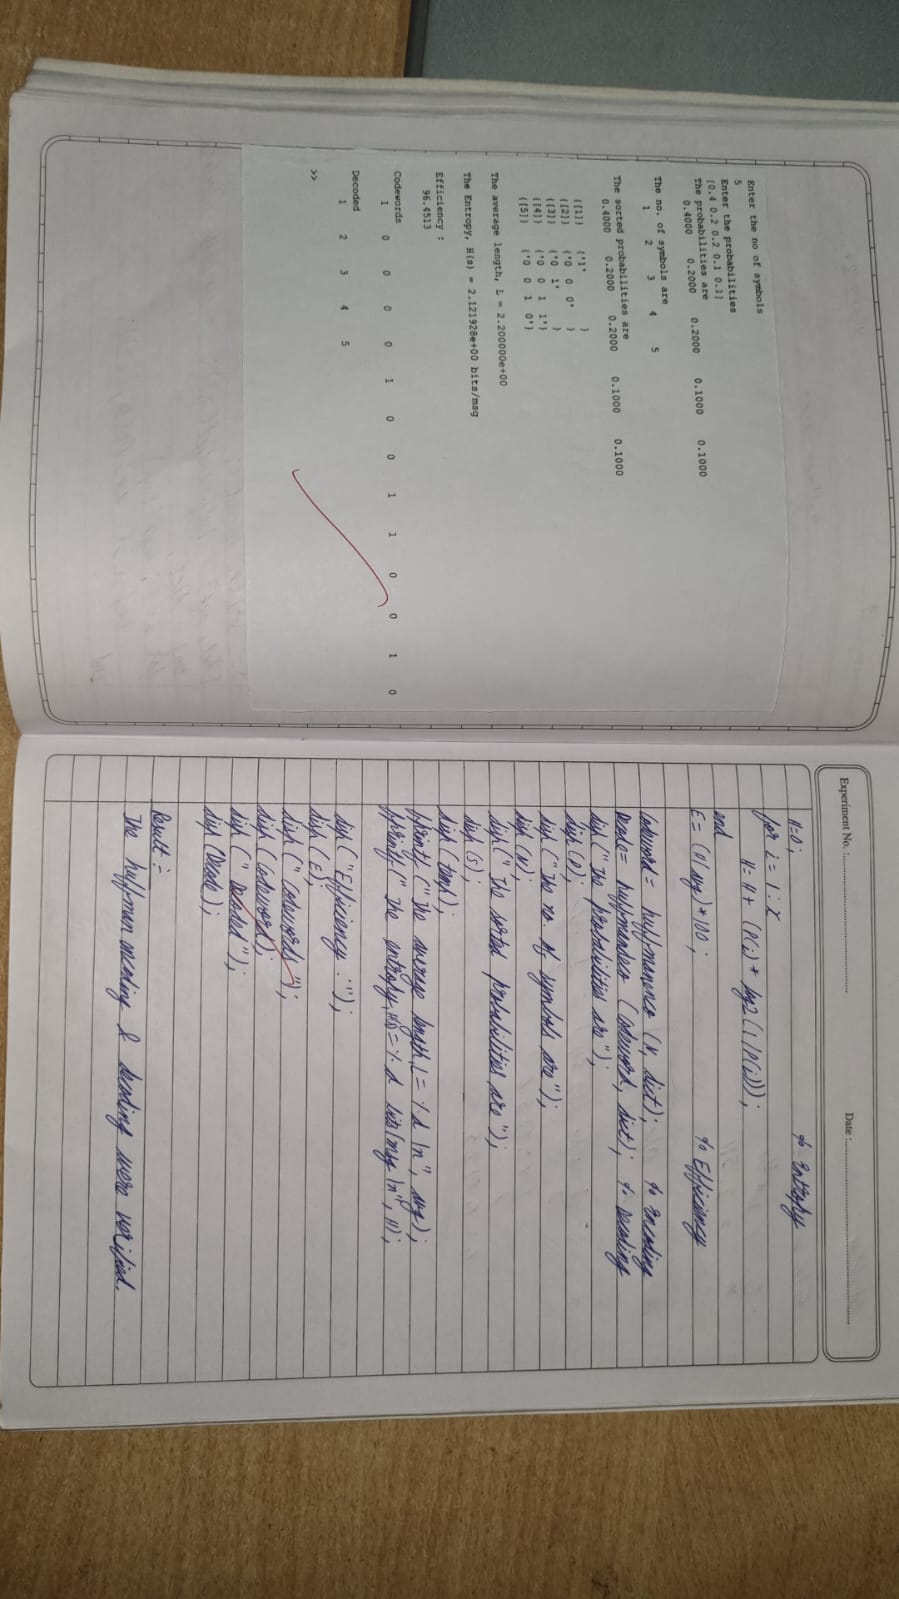 Enter the no of symbols
5
Enter the probabilities
[0.4 0.2 0.2 0.1 0.1]
The probabilities are
0.4000 0.2000 0.2000 0.1000 0.1000
The no. of symbols are
1 2 3 4 5
The sorted probabilities are
0.4000 0.2000 0.2000 0.1000 0.1000
{[1]} {'1' }
{[2]} {'0 0' }
{[3]} {'0 1' }
{[4]} {'0 0 1 1'}
{[5]} {'0 0 1 0'}
The average length, L = 2.200000e+00
The Entropy, H(s) = 2.121928e+00 bits/msg
Efficiency :
96.4513
Codewords
1 0 0 0 0 1 0 0 1 1 0 0 1 0
Decoded
1 2 3 4 5
>>
Experiment No. : Date :
H=0; % Entropy
for i = 1:x
H = H + (P(i) * log2 (1/P(i)));
end
E = (H/avg)*100; % Efficiency
codeword = huffmanenco (N, dict); % Encoding
Decode = huffmandeco (codeword, dict); % Decoding
disp ("The probabilities are");
disp (P);
disp ("The no. of symbols are");
disp (N);
disp ("The sorted probabilities are");
disp (S);
disp (temp);
fprintf ("The average length, L = %d \n", avg);
fprintf ("The entropy, H(s) = %d bits/msg \n", H);
disp ("Efficiency :");
disp (E);
disp ("Codewords");
disp (codeword);
disp ("Decoded");
disp (Decode);
Result :-
The huffman encoding & decoding were verified.